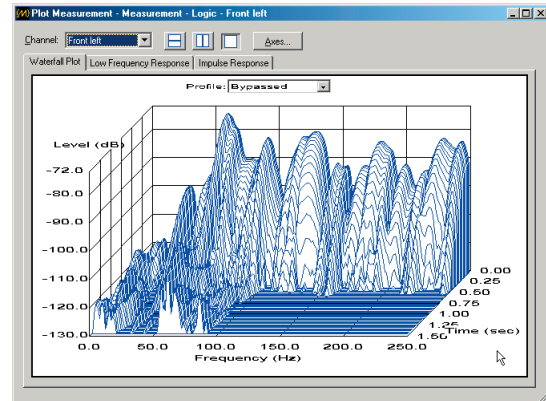 Plot Measurement - Measurement - Logic - Front left
Channel: Front left Axes...
Waterfall Plot Low Frequency Response Impulse Response
Profile: Bypassed
Level (dB)
-72.0
-80.0
-90.0
-100.0
-110.0
-120.0
-130.0
0.0 50.0 100.0 150.0 200.0 250.0
Frequency (Hz)
0.00
0.25
0.50
0.75
1.00
1.25
1.50
Time (sec)